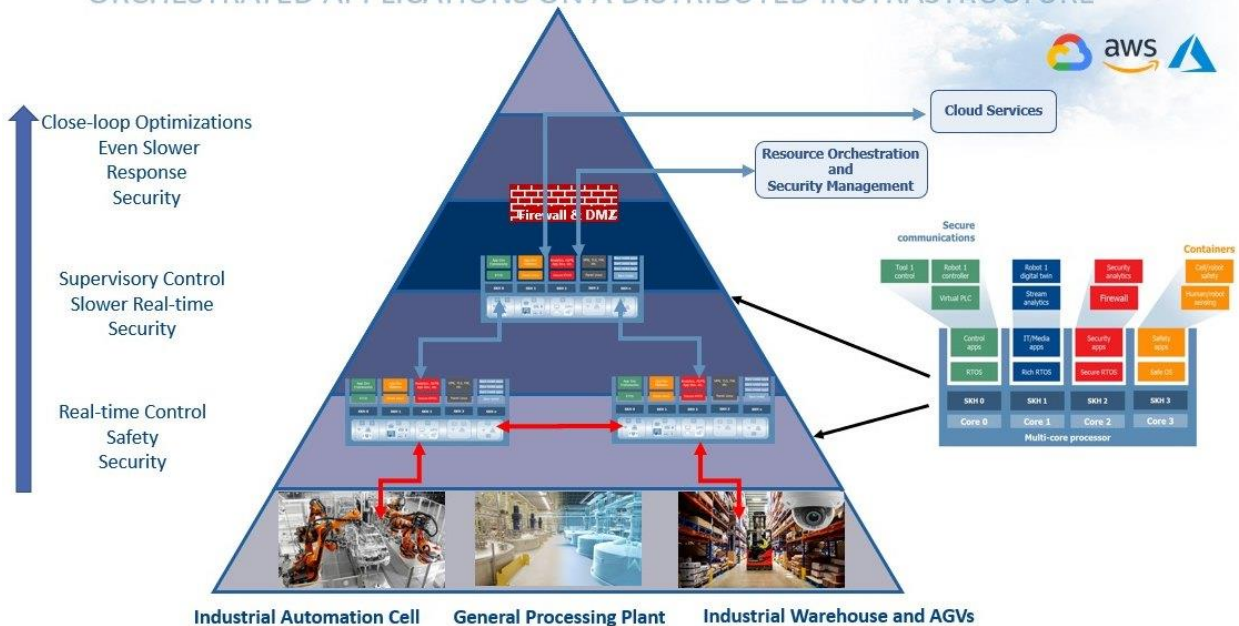 ORCHESTRATED APPLICATIONS ON A DISTRIBUTED INSTRASTRUCTURE
aws
Close-loop Optimizations
Even Slower
Response
Security
Cloud Services
Resource Orchestration
and
Security Management
Firewall & DMZ
Supervisory Control
Slower Real-time
Security
Real-time Control
Safety
Security
Secure
communications
Containers
Tool 1
control
Robot 1
controller
Robot 1
digital twin
Security
analytics
Cell/robot
safety
Virtual PLC
Stream
analytics
Firewall
Human/robot
sensing
Control
apps
IT/Media
apps
Security
apps
Safety
apps
RTOS
Rich RTOS
Secure RTOS
Safe OS
SKH 0
SKH 1
SKH 2
SKH 3
Core 0
Core 1
Core 2
Core 3
Multi-core processor
Industrial Automation Cell
General Processing Plant
Industrial Warehouse and AGVs